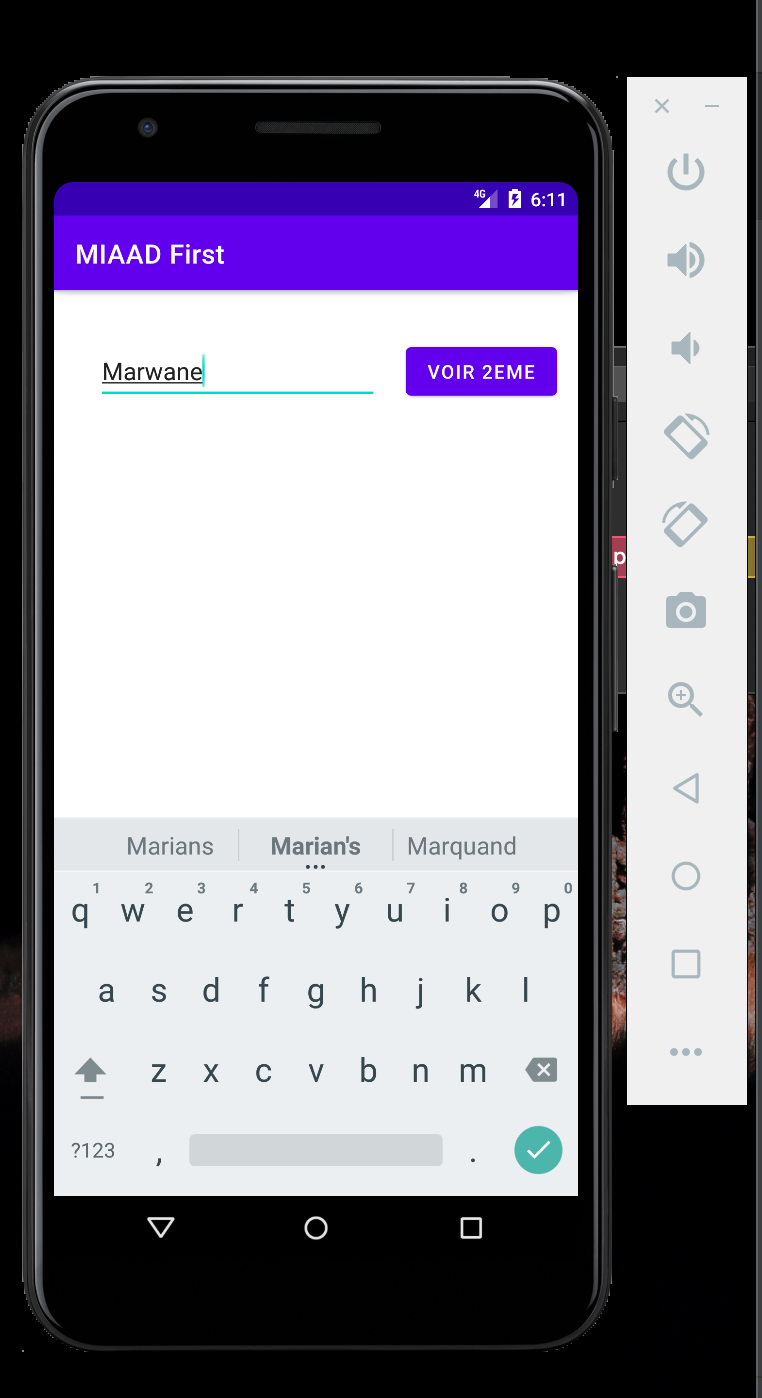 4G 6:11
MIAAD First
Marwane VOIR 2EME
p
Marians Marian's Marquand
1 2 3 4 5 6 7 8 9 0
q w e r t y u i o p
a s d f g h j k l
z x c v b n m
?123 , .